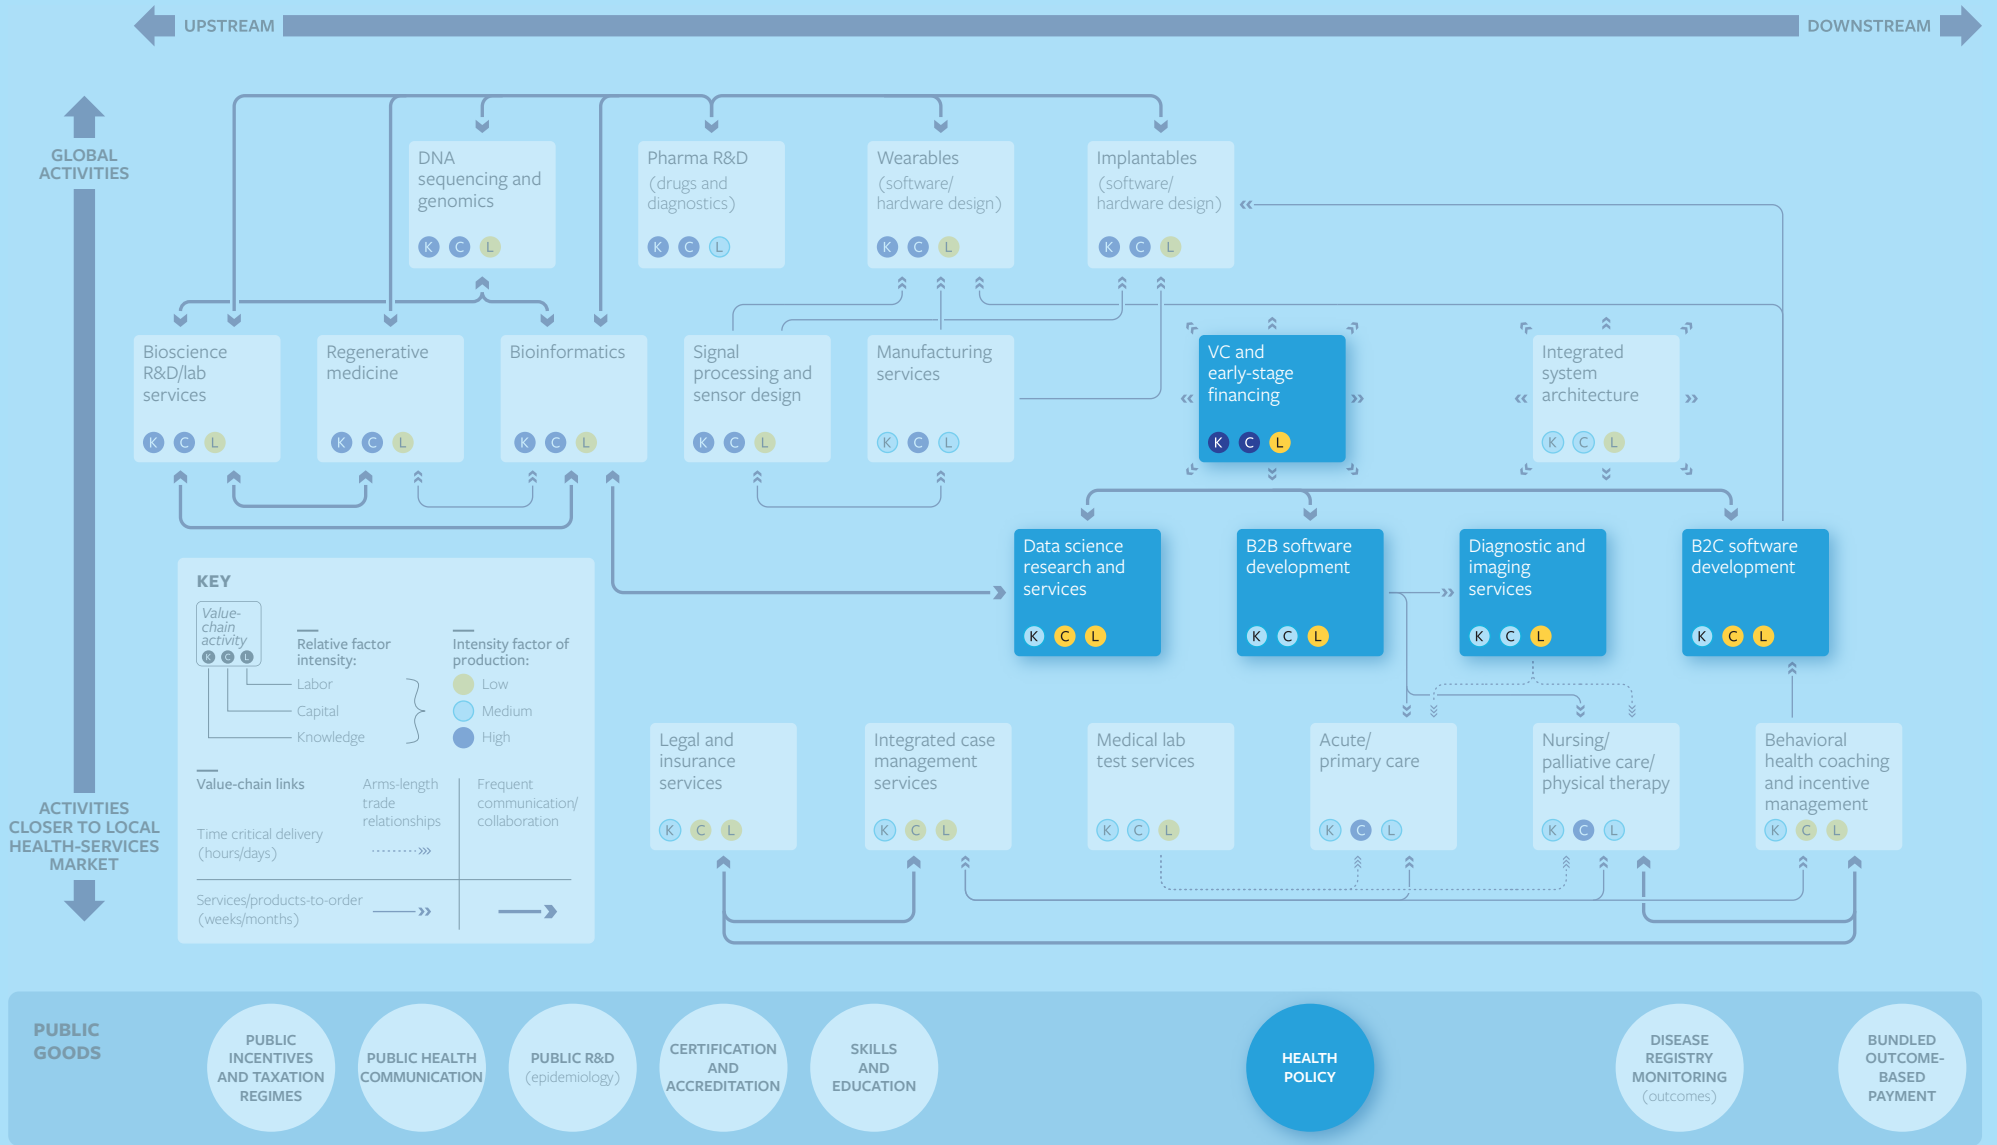 UPSTREAM
DOWNSTREAM
GLOBAL
ACTIVITIES
DNA
sequencing and
genomics
K C L
Pharma R&D
(drugs and
diagnostics)
K C L
Wearables
(software/
hardware design)
K C L
Implantables
(software/
hardware design)
K C L
Bioscience
R&D/lab
services
K C L
Regenerative
medicine
K C L
Bioinformatics
K C L
Signal
processing and
sensor design
K C L
Manufacturing
services
K C L
VC and
early-stage
financing
K C L
Integrated
system
architecture
K C L
Data science
research and
services
K C L
B2B software
development
K C L
Diagnostic and
imaging
services
K C L
B2C software
development
K C L
KEY
Value-
chain
activity
K C L
Relative factor
intensity:
Labor
Capital
Knowledge
Intensity factor of
production:
Low
Medium
High
Value-chain links
Arms-length
trade
relationships
Frequent
communication/
collaboration
Time critical delivery
(hours/days)
Services/products-to-order
(weeks/months)
Legal and
insurance
services
K C L
Integrated case
management
services
K C L
Medical lab
test services
K C L
Acute/
primary care
K C L
Nursing/
palliative care/
physical therapy
K C L
Behavioral
health coaching
and incentive
management
K C L
ACTIVITIES
CLOSER TO LOCAL
HEALTH-SERVICES
MARKET
PUBLIC
GOODS
PUBLIC
INCENTIVES
AND TAXATION
REGIMES
PUBLIC HEALTH
COMMUNICATION
PUBLIC R&D
(epidemiology)
CERTIFICATION
AND
ACCREDITATION
SKILLS
AND
EDUCATION
HEALTH
POLICY
DISEASE
REGISTRY
MONITORING
(outcomes)
BUNDLED
OUTCOME-
BASED
PAYMENT